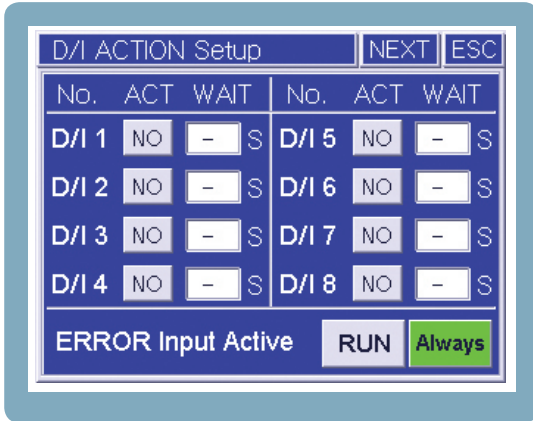 D/I ACTION Setup NEXT ESC
No. ACT WAIT No. ACT WAIT
D/I 1 NO – S D/I 5 NO – S
D/I 2 NO – S D/I 6 NO – S
D/I 3 NO – S D/I 7 NO – S
D/I 4 NO – S D/I 8 NO – S
ERROR Input Active RUN Always